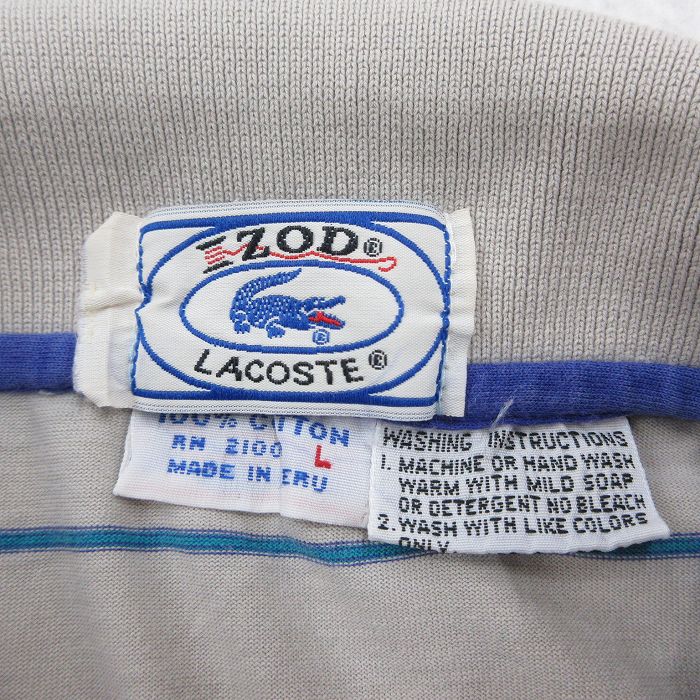 IZOD®
®
LACOSTE®
100% COTTON
RN 2100
L
MADE IN PERU
WASHING INSTRUCTIONS
1. MACHINE OR HAND WASH
WARM WITH MILD SOAP
OR DETERGENT NO BLEACH
2. WASH WITH LIKE COLORS
ONLY.